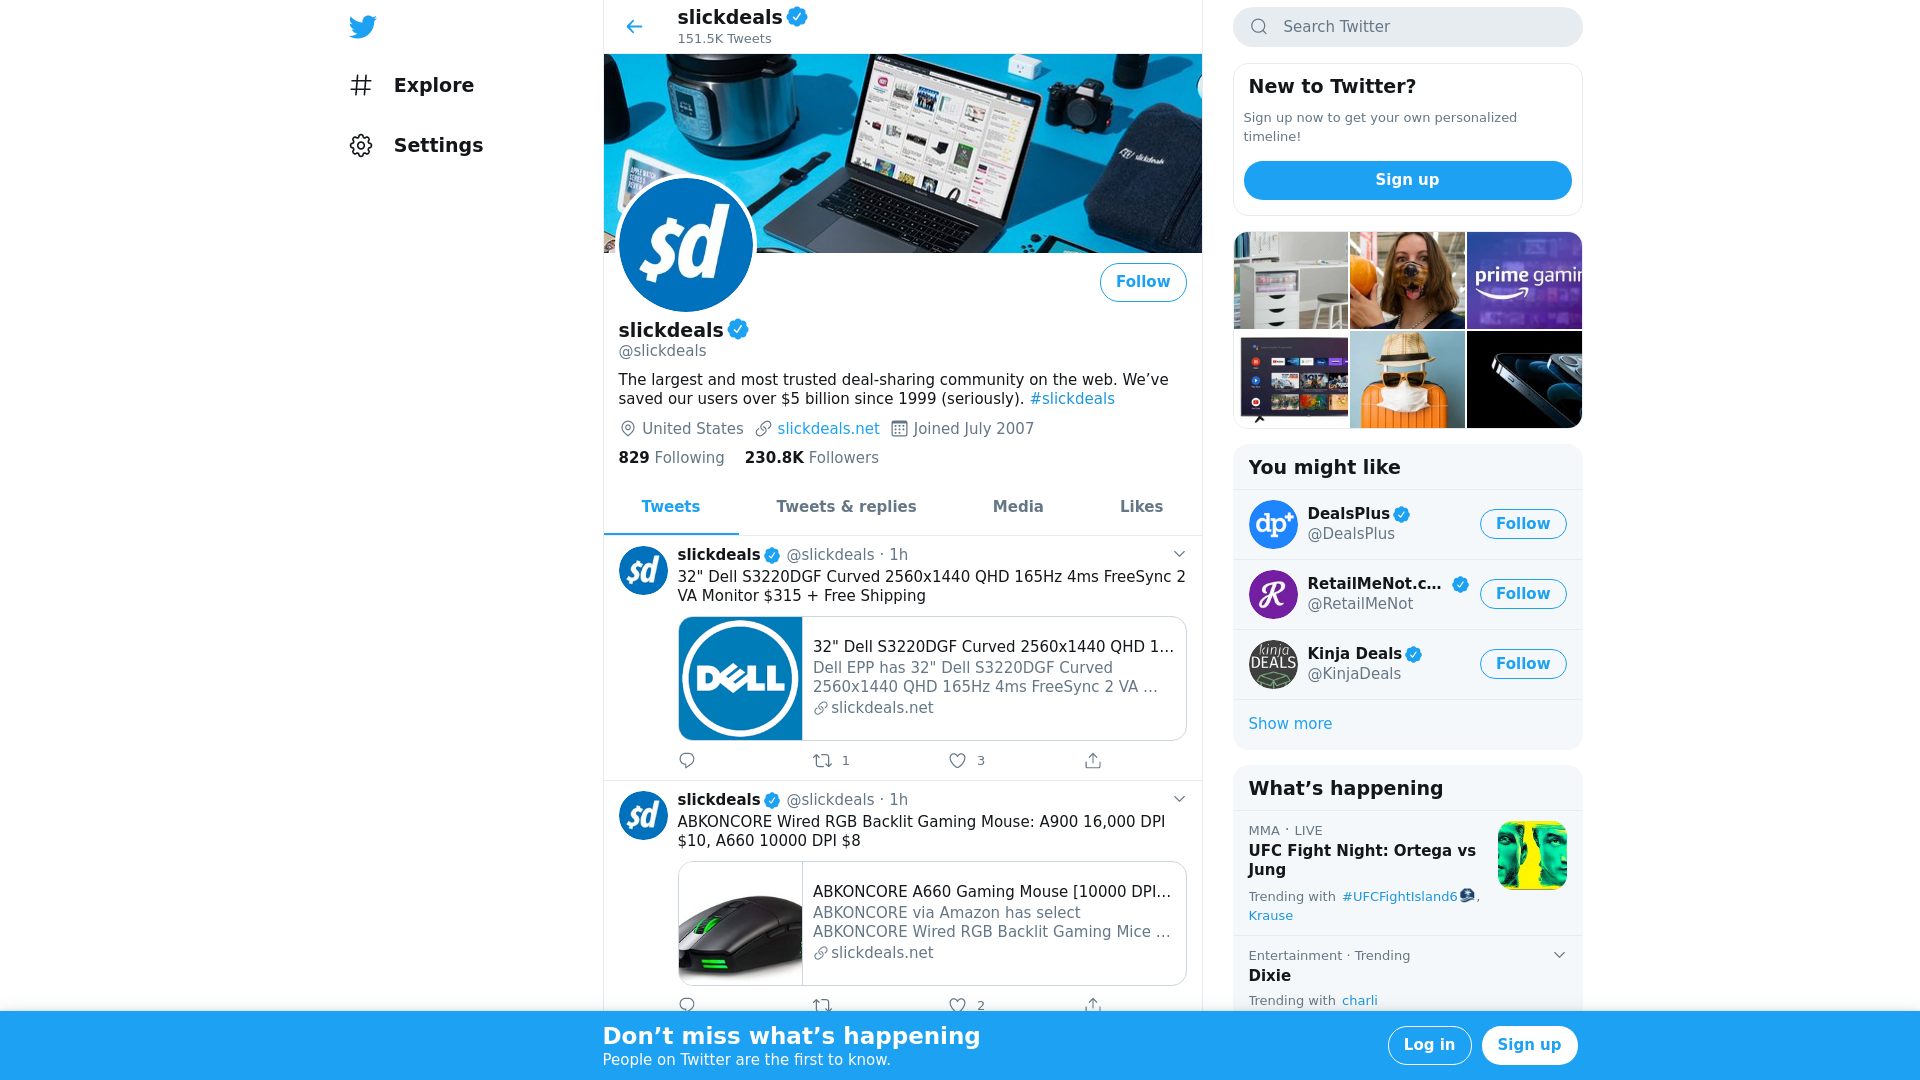 slickdeals
151.5K Tweets
Search Twitter
Explore
Settings
New to Twitter?
Sign up now to get your own personalized
timeline!
Sign up
slickdeals
$d
Follow
slickdeals
@slickdeals
The largest and most trusted deal-sharing community on the web. We’ve
saved our users over $5 billion since 1999 (seriously). #slickdeals
United States
slickdeals.net
Joined July 2007
829 Following
230.8K Followers
Tweets
Tweets & replies
Media
Likes
$d
slickdeals @slickdeals · 1h
32" Dell S3220DGF Curved 2560x1440 QHD 165Hz 4ms FreeSync 2
VA Monitor $315 + Free Shipping
DELL
32" Dell S3220DGF Curved 2560x1440 QHD 1…
Dell EPP has 32" Dell S3220DGF Curved
2560x1440 QHD 165Hz 4ms FreeSync 2 VA …
slickdeals.net
1
3
$d
slickdeals @slickdeals · 1h
ABKONCORE Wired RGB Backlit Gaming Mouse: A900 16,000 DPI
$10, A660 10000 DPI $8
ABKONCORE A660 Gaming Mouse [10000 DPI…
ABKONCORE via Amazon has select
ABKONCORE Wired RGB Backlit Gaming Mice …
slickdeals.net
2
prime gamin
You might like
dp+
DealsPlus
@DealsPlus
Follow
R
RetailMeNot.c…
@RetailMeNot
Follow
kinja
DEALS
Kinja Deals
@KinjaDeals
Follow
Show more
What’s happening
MMA · LIVE
UFC Fight Night: Ortega vs
Jung
Trending with #UFCFightIsland6,
Krause
Entertainment · Trending
Dixie
Trending with charli
Don’t miss what’s happening
People on Twitter are the first to know.
Log in
Sign up